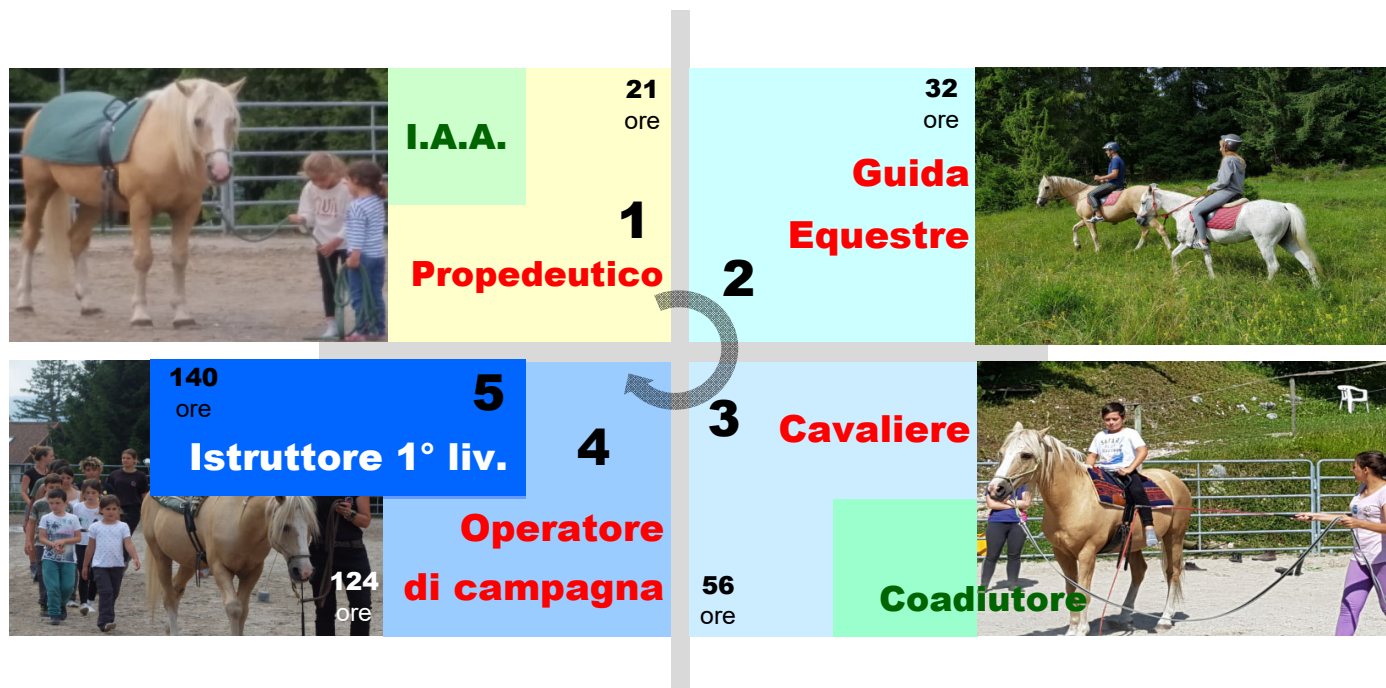 I.A.A.
21
ore
1
Propedeutico
32
ore
Guida
Equestre
2
3
Cavaliere
56
ore
Coadiutore
4
Operatore
di campagna
124
ore
140
ore
5
Istruttore 1° liv.